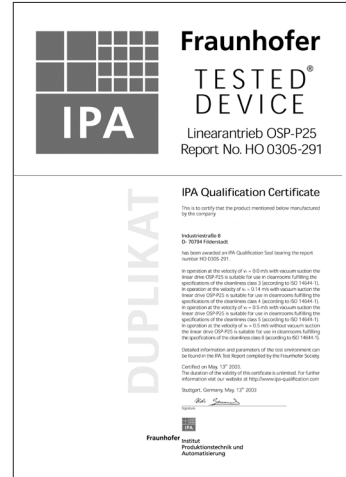 IPA
Fraunhofer
TESTED®
DEVICE
Linearantrieb OSP-P25
Report No. HO 0305-291
DUPLIKAT
IPA Qualification Certificate
This is to certify that the product mentioned below manufactured
by the company
Industriestraße 8
D- 70794 Filderstadt
has been awarded an IPA Qualification Seal bearing the report
number HO 0305-291.
In operation at the velocity of with vacuum suction the
linear drive OSP-P25 is suitable for use in cleanrooms fulfilling the
specifications of the cleanliness class 3 (according to ISO 14644-1).
In operation at the velocity of v = 0.14 m/s with vacuum suction the
linear drive OSP-P25 is suitable for use in cleanrooms fulfilling the
specifications of the cleanliness class 4 (according to ISO 14644-1).
In operation at the velocity of v = 0.5 m/s with vacuum suction the
linear drive OSP-P25 is suitable for use in cleanrooms fulfilling the
specifications of the cleanliness class 5 (according to ISO 14644-1).
In operation at the velocity of v = 0.5 m/s without vacuum suction
the linear drive OSP-P25 is suitable for use in cleanrooms fulfilling
the specifications of the cleanliness class 6 (according to ISO 14644-1).
Detailed information and parameters of the test environment can
be found in the IPA Test Report compiled by the Fraunhofer Society.
Certified on May, 13th 2003.
The duration of the validity of this certificate is unlimited. For further
information visit our website at http://www.ipa-qualification.com
Stuttgart, Germany, May, 13th 2003
Signature
IPA
Fraunhofer Institut
Produktionstechnik und
Automatisierung